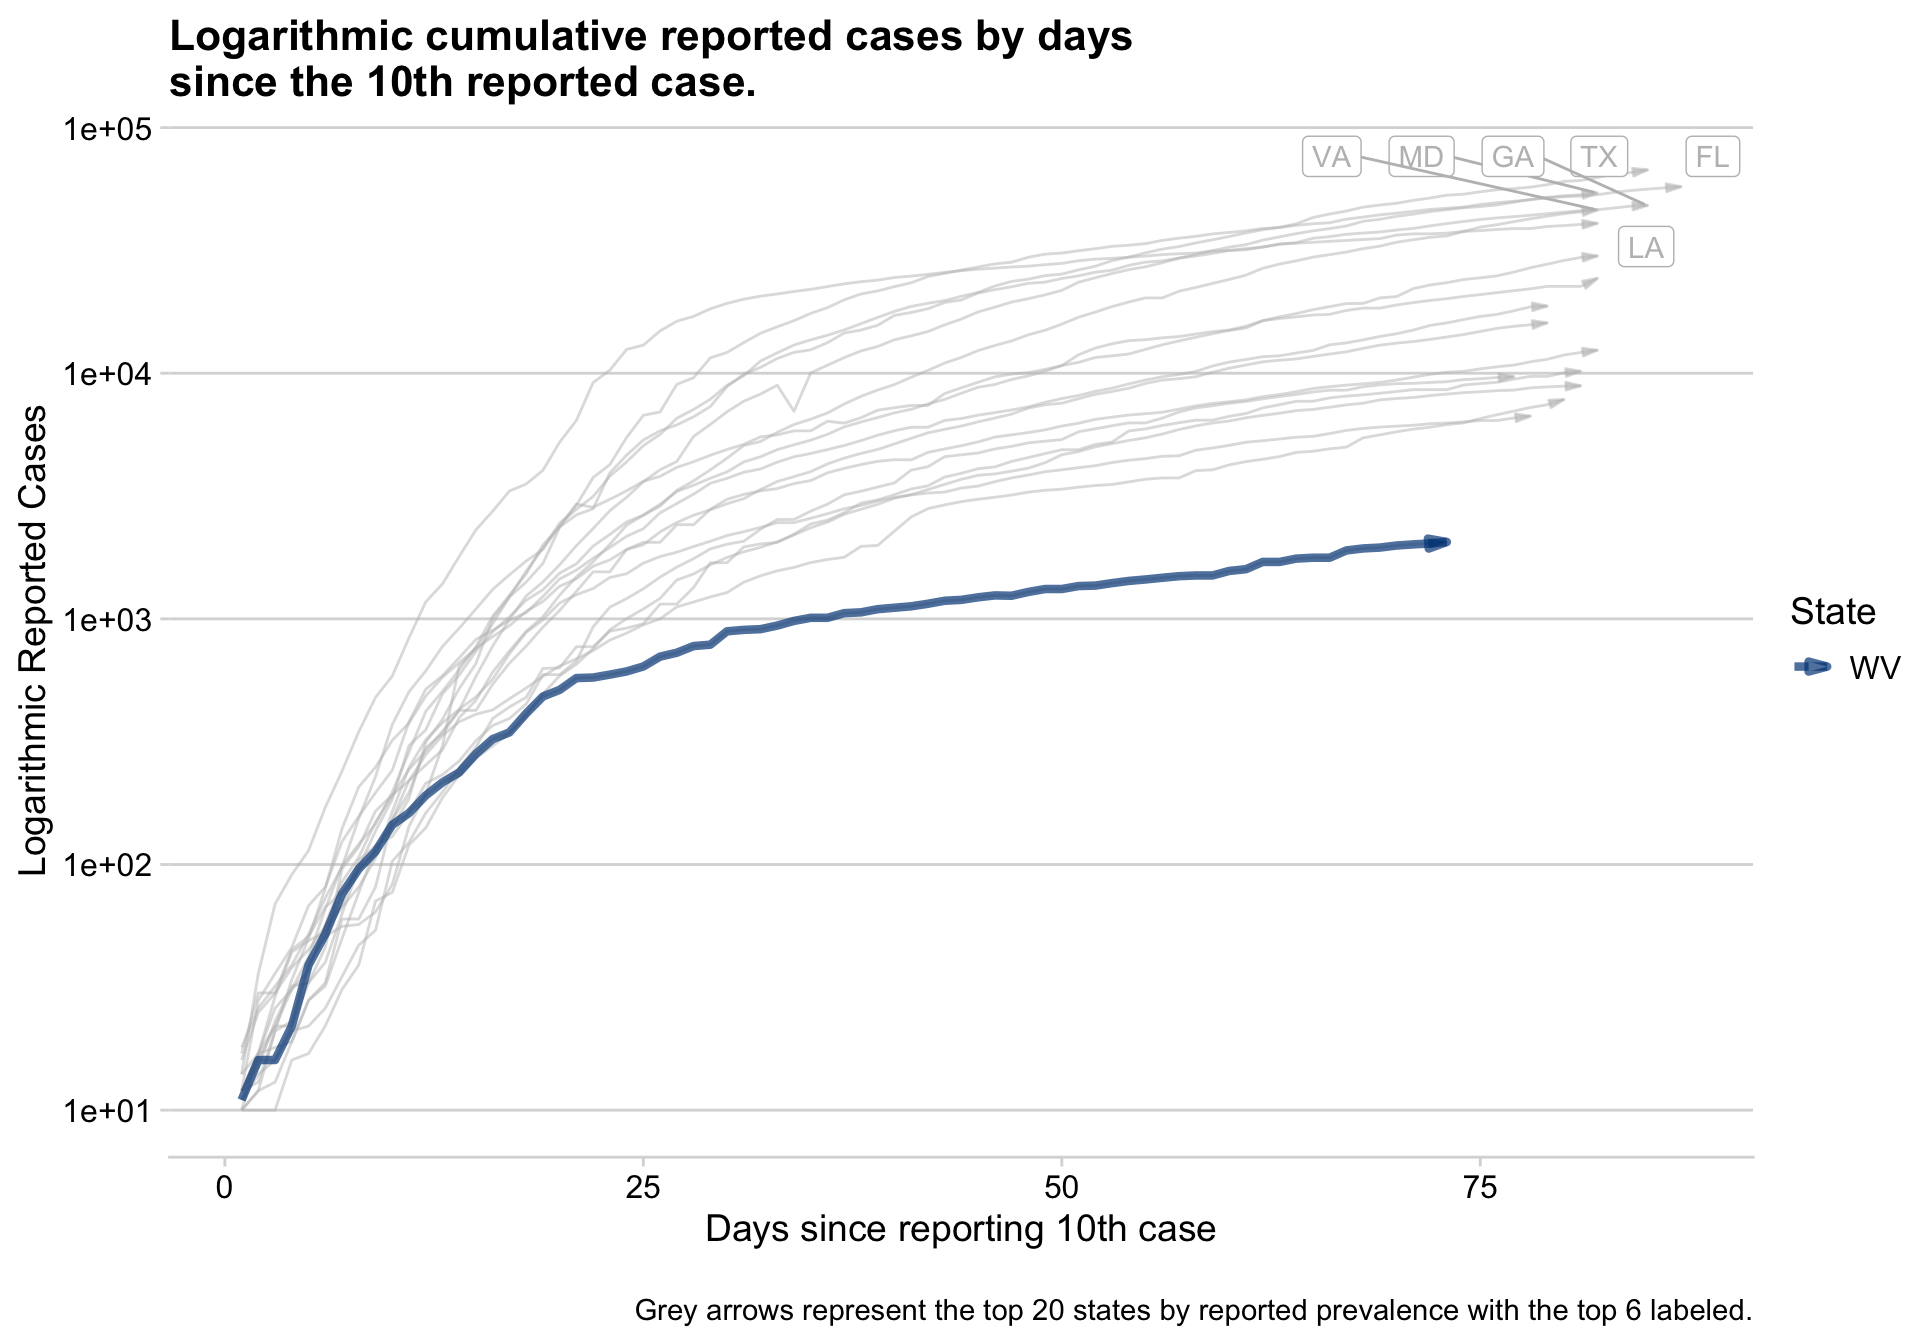 Logarithmic cumulative reported cases by days
since the 10th reported case.
1e+05
VA MD GA TX FL
LA
1e+04
1e+03
1e+02
1e+01
Logarithmic Reported Cases
State
WV
0 25 50 75
Days since reporting 10th case
Grey arrows represent the top 20 states by reported prevalence with the top 6 labeled.